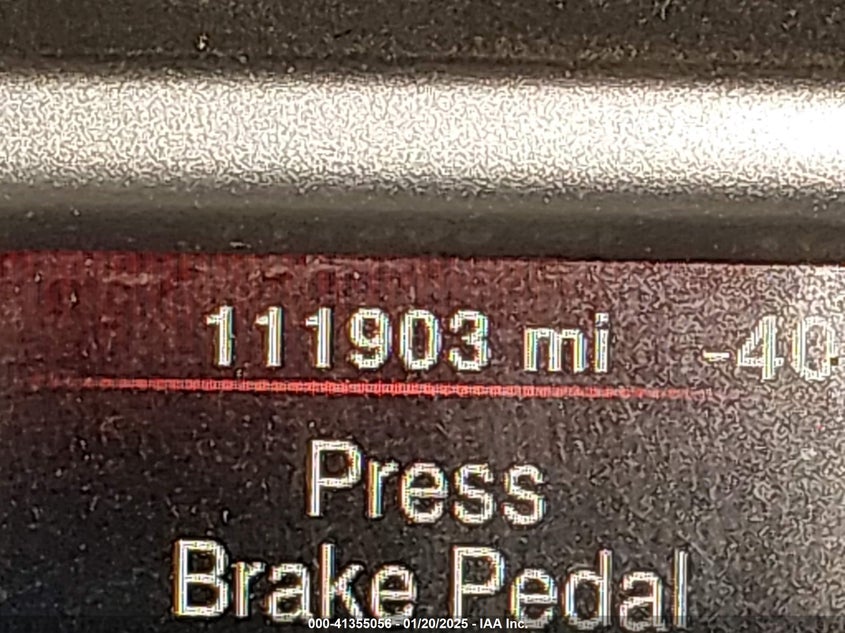 111903 mi -40
Press
Brake Pedal
000-41355056 - 01/20/2025 - IAA Inc.